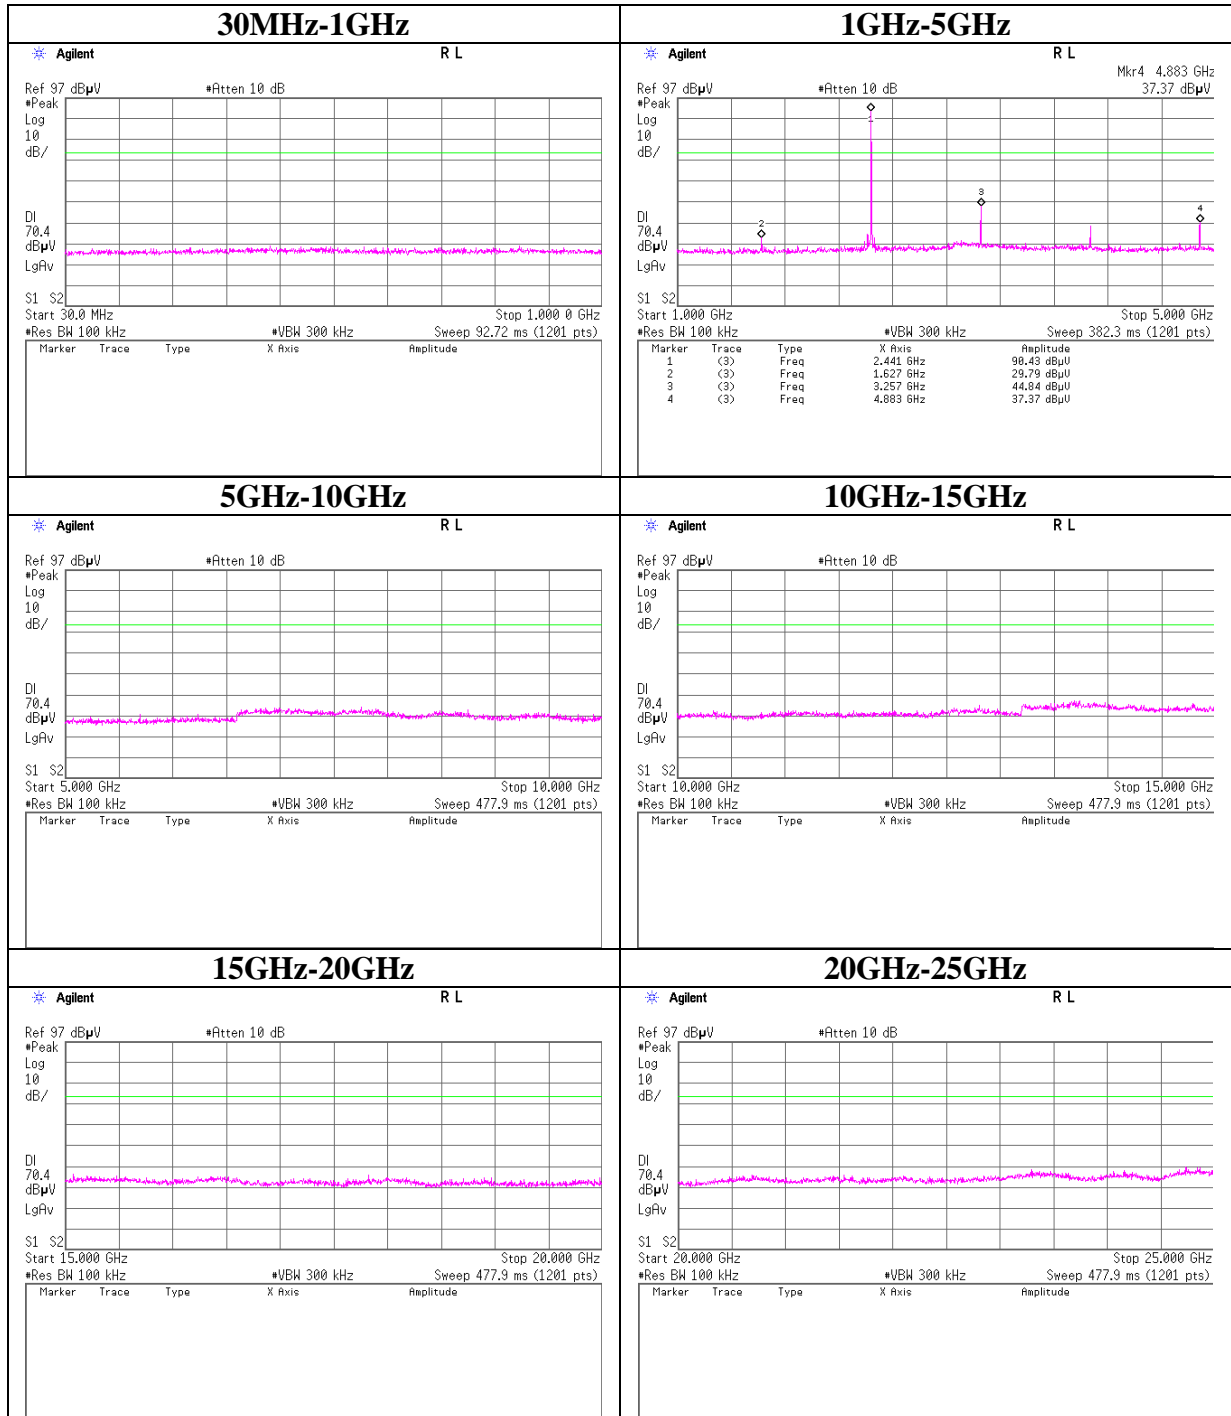 30MHz-1GHz
Agilent R L
Ref 97 dBµV #Atten 10 dB
#Peak
Log
10
dB/
DI
70.4
dBµV
LgAv
S1 S2
Start 30.0 MHz Stop 1.000 0 GHz
#Res BW 100 kHz #VBW 300 kHz Sweep 92.72 ms (1201 pts)
Marker Trace Type X Axis Amplitude
1GHz-5GHz
Agilent R L
Mkr4 4.883 GHz
Ref 97 dBµV #Atten 10 dB 37.37 dBµV
#Peak
Log
10
dB/
1
2
3
4
DI
70.4
dBµV
LgAv
S1 S2
Start 1.000 GHz Stop 5.000 GHz
#Res BW 100 kHz #VBW 300 kHz Sweep 382.3 ms (1201 pts)
Marker Trace Type X Axis Amplitude
1 (3) Freq 2.441 GHz 90.43 dBµV
2 (3) Freq 1.627 GHz 29.79 dBµV
3 (3) Freq 3.257 GHz 44.84 dBµV
4 (3) Freq 4.883 GHz 37.37 dBµV
5GHz-10GHz
Agilent R L
Ref 97 dBµV #Atten 10 dB
#Peak
Log
10
dB/
DI
70.4
dBµV
LgAv
S1 S2
Start 5.000 GHz Stop 10.000 GHz
#Res BW 100 kHz #VBW 300 kHz Sweep 477.9 ms (1201 pts)
Marker Trace Type X Axis Amplitude
10GHz-15GHz
Agilent R L
Ref 97 dBµV #Atten 10 dB
#Peak
Log
10
dB/
DI
70.4
dBµV
LgAv
S1 S2
Start 10.000 GHz Stop 15.000 GHz
#Res BW 100 kHz #VBW 300 kHz Sweep 477.9 ms (1201 pts)
Marker Trace Type X Axis Amplitude
15GHz-20GHz
Agilent R L
Ref 97 dBµV #Atten 10 dB
#Peak
Log
10
dB/
DI
70.4
dBµV
LgAv
S1 S2
Start 15.000 GHz Stop 20.000 GHz
#Res BW 100 kHz #VBW 300 kHz Sweep 477.9 ms (1201 pts)
Marker Trace Type X Axis Amplitude
20GHz-25GHz
Agilent R L
Ref 97 dBµV #Atten 10 dB
#Peak
Log
10
dB/
DI
70.4
dBµV
LgAv
S1 S2
Start 20.000 GHz Stop 25.000 GHz
#Res BW 100 kHz #VBW 300 kHz Sweep 477.9 ms (1201 pts)
Marker Trace Type X Axis Amplitude